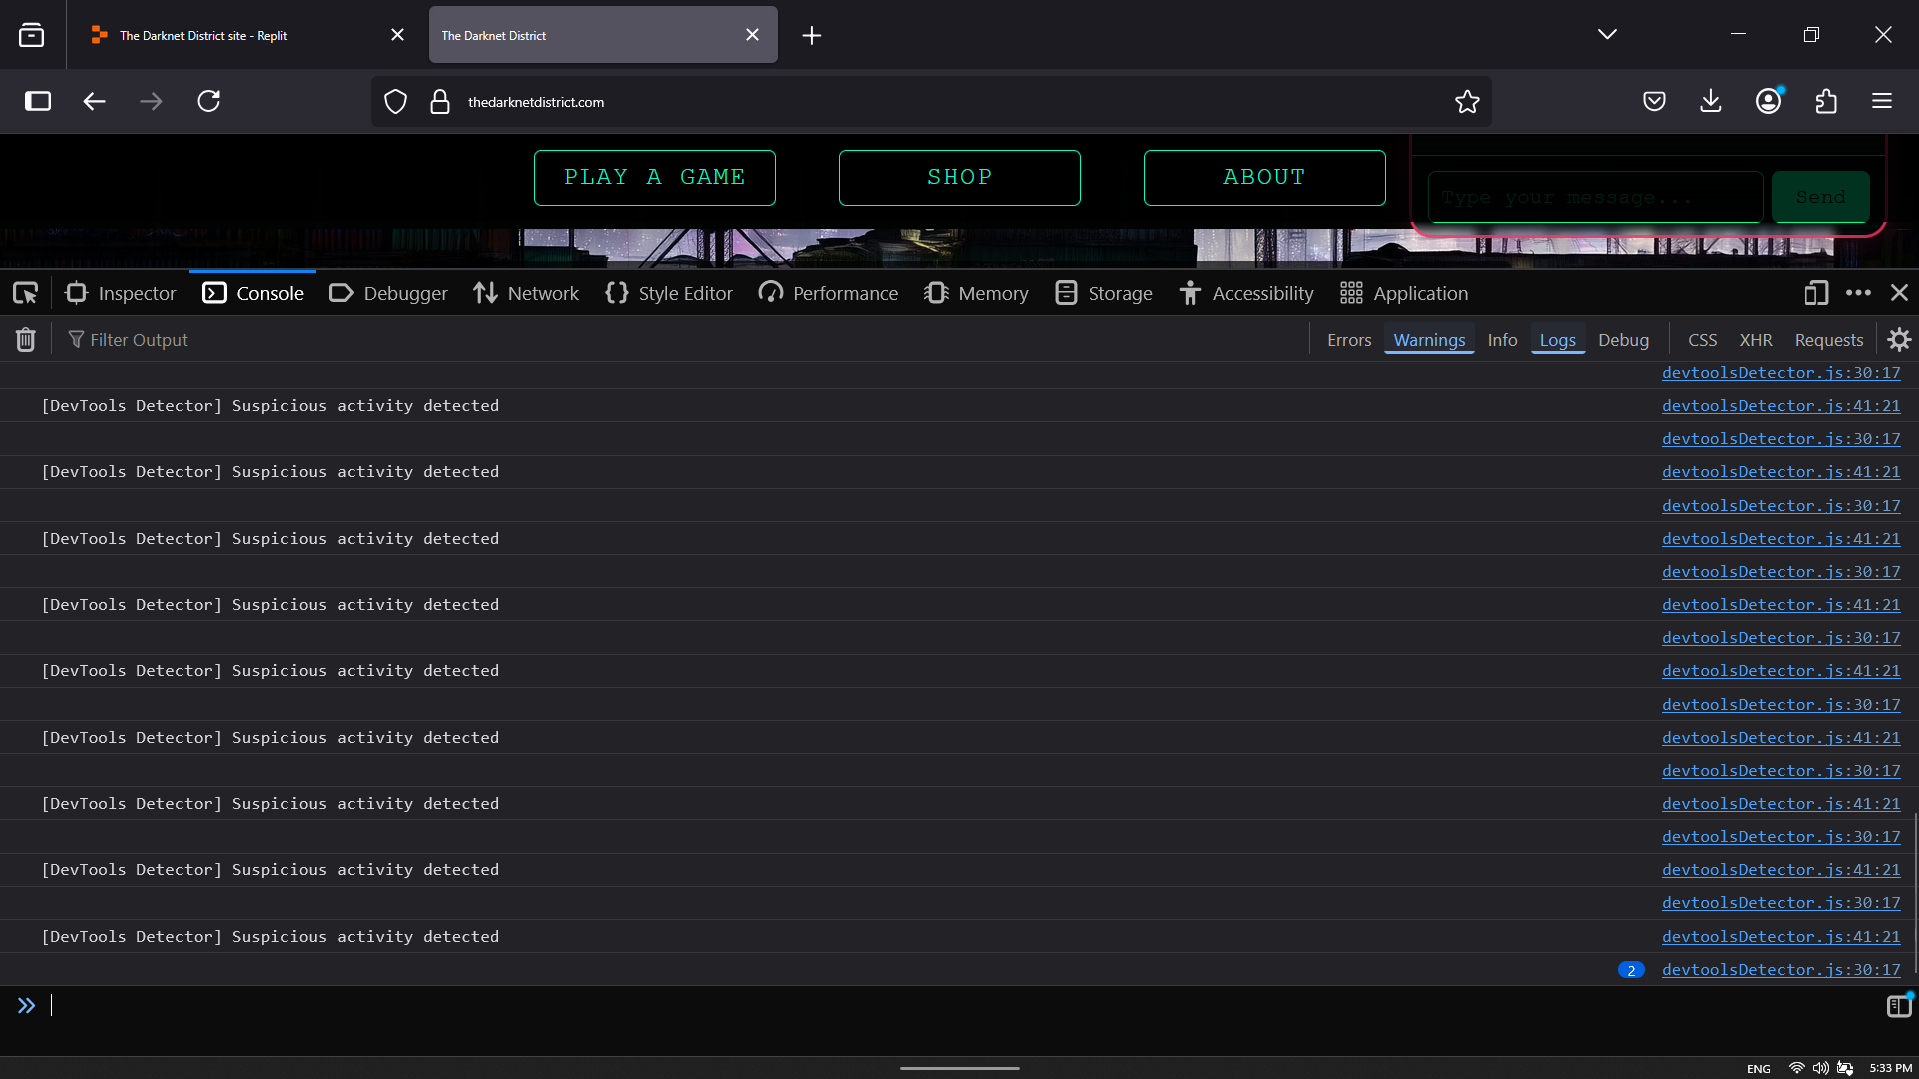 The Darknet District site - Replit
The Darknet District
thedarknetdistrict.com
PLAY A GAME
SHOP
ABOUT
Type your message...
Send
Inspector
Console
Debugger
Network
Style Editor
Performance
Memory
Storage
Accessibility
Application
Filter Output
Errors
Warnings
Info
Logs
Debug
CSS
XHR
Requests
devtoolsDetector.js:30:17
[DevTools Detector] Suspicious activity detected devtoolsDetector.js:41:21
devtoolsDetector.js:30:17
[DevTools Detector] Suspicious activity detected devtoolsDetector.js:41:21
devtoolsDetector.js:30:17
[DevTools Detector] Suspicious activity detected devtoolsDetector.js:41:21
devtoolsDetector.js:30:17
[DevTools Detector] Suspicious activity detected devtoolsDetector.js:41:21
devtoolsDetector.js:30:17
[DevTools Detector] Suspicious activity detected devtoolsDetector.js:41:21
devtoolsDetector.js:30:17
[DevTools Detector] Suspicious activity detected devtoolsDetector.js:41:21
devtoolsDetector.js:30:17
[DevTools Detector] Suspicious activity detected devtoolsDetector.js:41:21
devtoolsDetector.js:30:17
[DevTools Detector] Suspicious activity detected devtoolsDetector.js:41:21
devtoolsDetector.js:30:17
[DevTools Detector] Suspicious activity detected devtoolsDetector.js:41:21
2 devtoolsDetector.js:30:17
ENG
5:33 PM